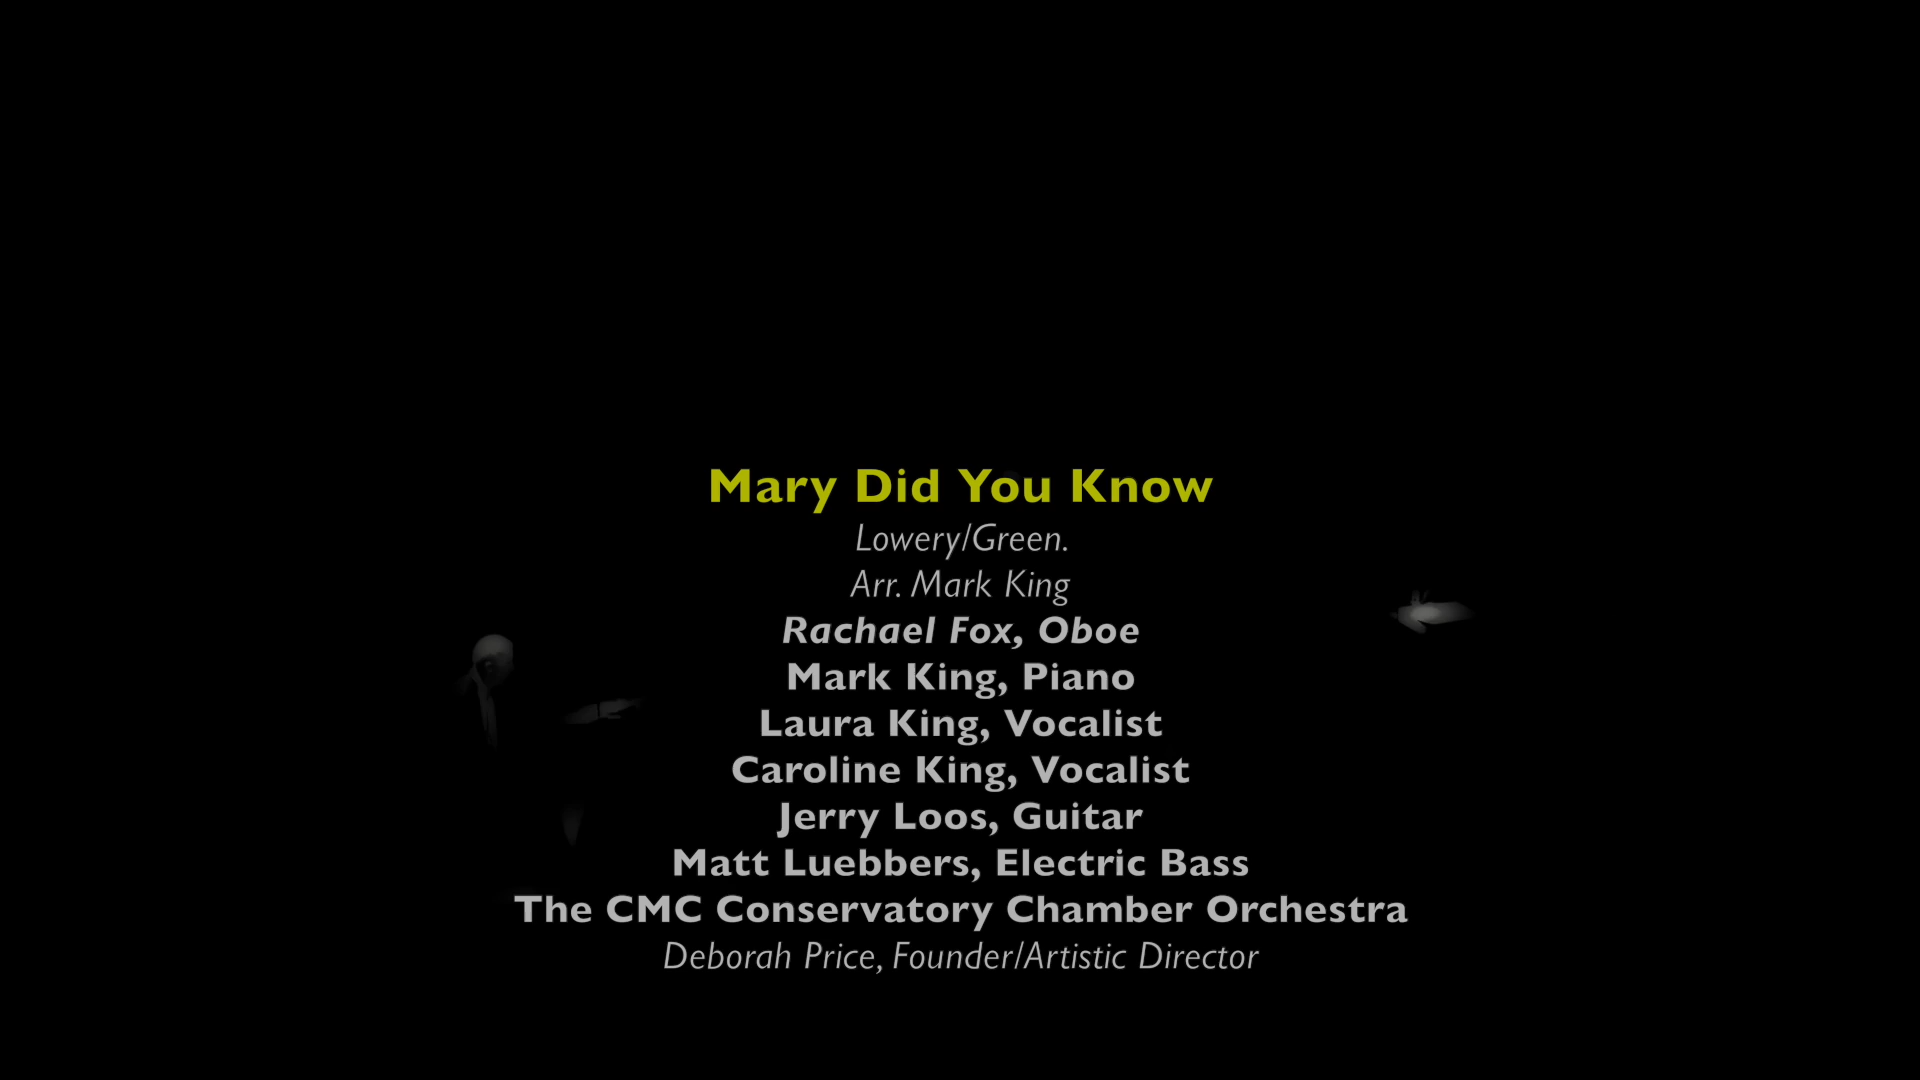 Mary Did You Know
Lowery/Green.
Arr. Mark King
Rachael Fox, Oboe
Mark King, Piano
Laura King, Vocalist
Caroline King, Vocalist
Jerry Loos, Guitar
Matt Luebbers, Electric Bass
The CMC Conservatory Chamber Orchestra
Deborah Price, Founder/Artistic Director